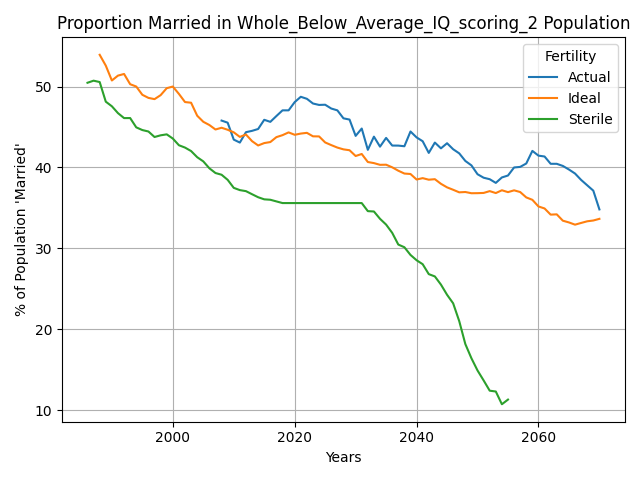 Proportion Married in Whole_Below_Average_IQ_scoring_2 Population
Fertility
Actual
Ideal
Sterile
% of Population 'Married'
50
40
30
20
10
2000
2020
2040
2060
Years